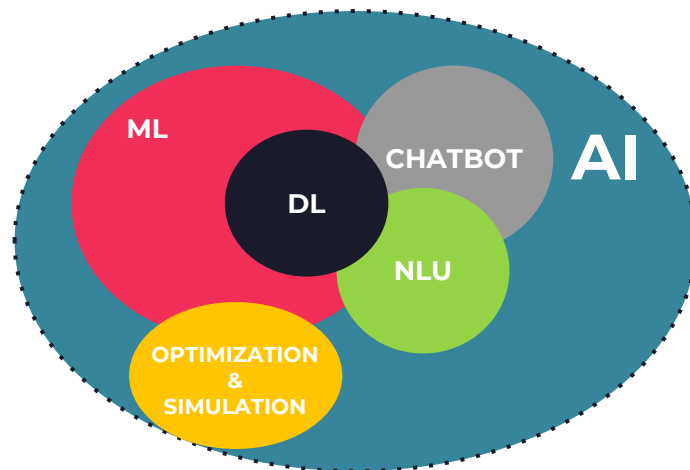 ML
CHATBOT
AI
DL
NLU
OPTIMIZATION
&
SIMULATION